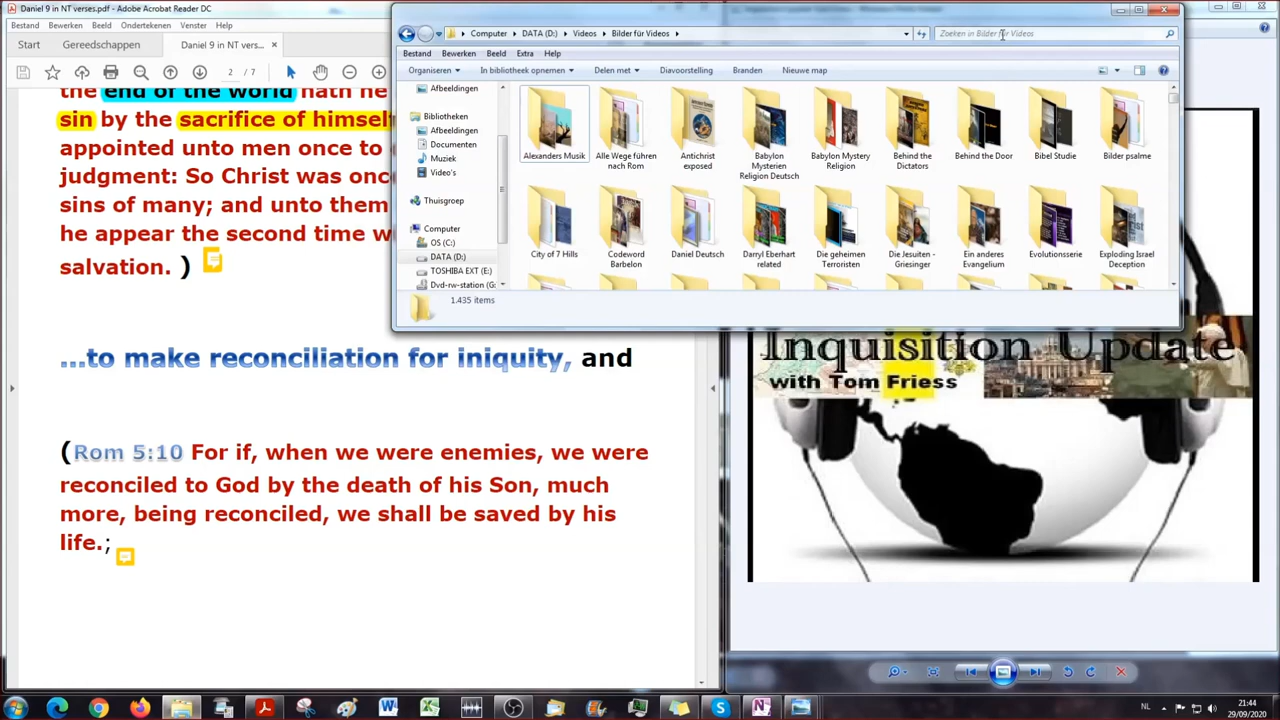 Daniel 9 in NT verses.pdf - Adobe Acrobat Reader DC
Bestand Bewerken Beeld Ondertekenen Venster Help
Start Gereedschappen Daniel 9 in NT vers... ×
2 / 7
the end of the world hath he
sin by the sacrifice of himsel
appointed unto men once to
judgment: So Christ was onc
sins of many; and unto them
he appear the second time w
salvation. )
...to make reconciliation for iniquity, and
(Rom 5:10 For if, when we were enemies, we were
reconciled to God by the death of his Son, much
more, being reconciled, we shall be saved by his
life.;
Computer DATA (D:) Videos Bilder für Videos
Zoeken in Bilder für Videos
Bestand Bewerken Beeld Extra Help
Organiseren In bibliotheek opnemen Delen met Diavoorstelling Branden Nieuwe map
Afbeeldingen
Bibliotheken
Afbeeldingen
Documenten
Muziek
Video's
Thuisgroep
Computer
OS (C:)
DATA (D:)
TOSHIBA EXT (E:)
Dvd-rw-station (G:
Alexanders Musik
Alle Wege führen
nach Rom
Antichrist
exposed
Babylon
Mysterien
Religion Deutsch
Babylon Mystery
Religion
Behind the
Dictators
Behind the Door
Bibel Studie
Bilder psalme
City of 7 Hills
Codeword
Barbelon
Daniel Deutsch
Darryl Eberhart
related
Die geheimen
Terroristen
Die Jesuiten -
Griesinger
Ein anderes
Evangelium
Evolutionsserie
Exploding Israel
Deception
1.435 items
Inquisition Update
with Tom Friess
NL
21:44
29/09/2020